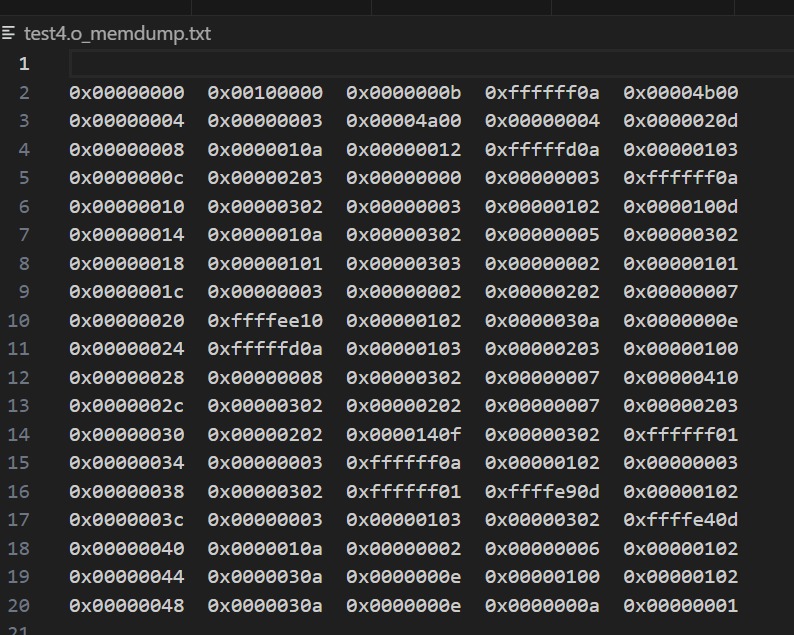 test4.o_memdump.txt
1
2 0x00000000 0x00100000 0x0000000b 0xffffff0a 0x00004b00
3 0x00000004 0x00000003 0x00004a00 0x00000004 0x0000020d
4 0x00000008 0x0000010a 0x00000012 0xfffffd0a 0x00000103
5 0x0000000c 0x00000203 0x00000000 0x00000003 0xffffff0a
6 0x00000010 0x00000302 0x00000003 0x00000102 0x0000100d
7 0x00000014 0x0000010a 0x00000302 0x00000005 0x00000302
8 0x00000018 0x00000101 0x00000303 0x00000002 0x00000101
9 0x0000001c 0x00000003 0x00000002 0x00000202 0x00000007
10 0x00000020 0xffffee10 0x00000102 0x0000030a 0x0000000e
11 0x00000024 0xfffffd0a 0x00000103 0x00000203 0x00000100
12 0x00000028 0x00000008 0x00000302 0x00000007 0x00000410
13 0x0000002c 0x00000302 0x00000202 0x00000007 0x00000203
14 0x00000030 0x00000202 0x0000140f 0x00000302 0xffffff01
15 0x00000034 0x00000003 0xffffff0a 0x00000102 0x00000003
16 0x00000038 0x00000302 0xffffff01 0xffffe90d 0x00000102
17 0x0000003c 0x00000003 0x00000103 0x00000302 0xffffe40d
18 0x00000040 0x0000010a 0x00000002 0x00000006 0x00000102
19 0x00000044 0x0000030a 0x0000000e 0x00000100 0x00000102
20 0x00000048 0x0000030a 0x0000000e 0x0000000a 0x00000001
21